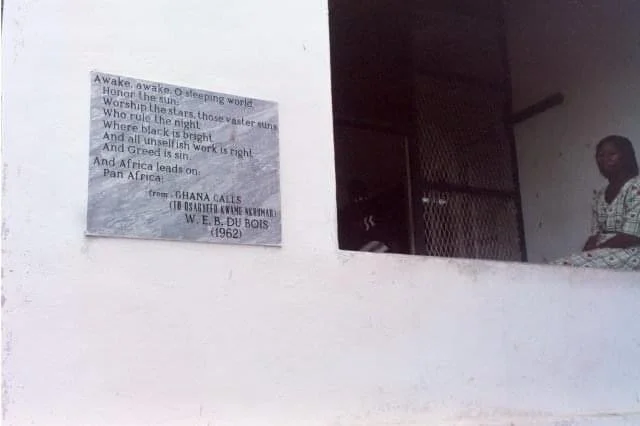 Awake, awake, O sleeping world,
Honor the sun;
Worship the stars, those vaster suns
Who rule the night
Where black is bright
And all unselfish work is right
And Greed is sin.
And Africa leads on;
Pan Africa!
from: GHANA CALLS
(TO OSAGYEFO KWAME NKRUMAH)
W. E. B. DU BOIS
(1962)